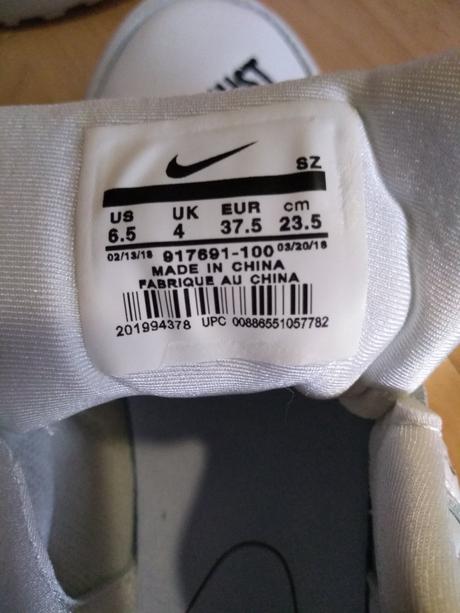 JUST
SZ
US UK EUR cm
6.5 4 37.5 23.5
02/13/18 917691-100 03/20/18
MADE IN CHINA
FABRIQUE AU CHINA
201994378 UPC 00886551057782